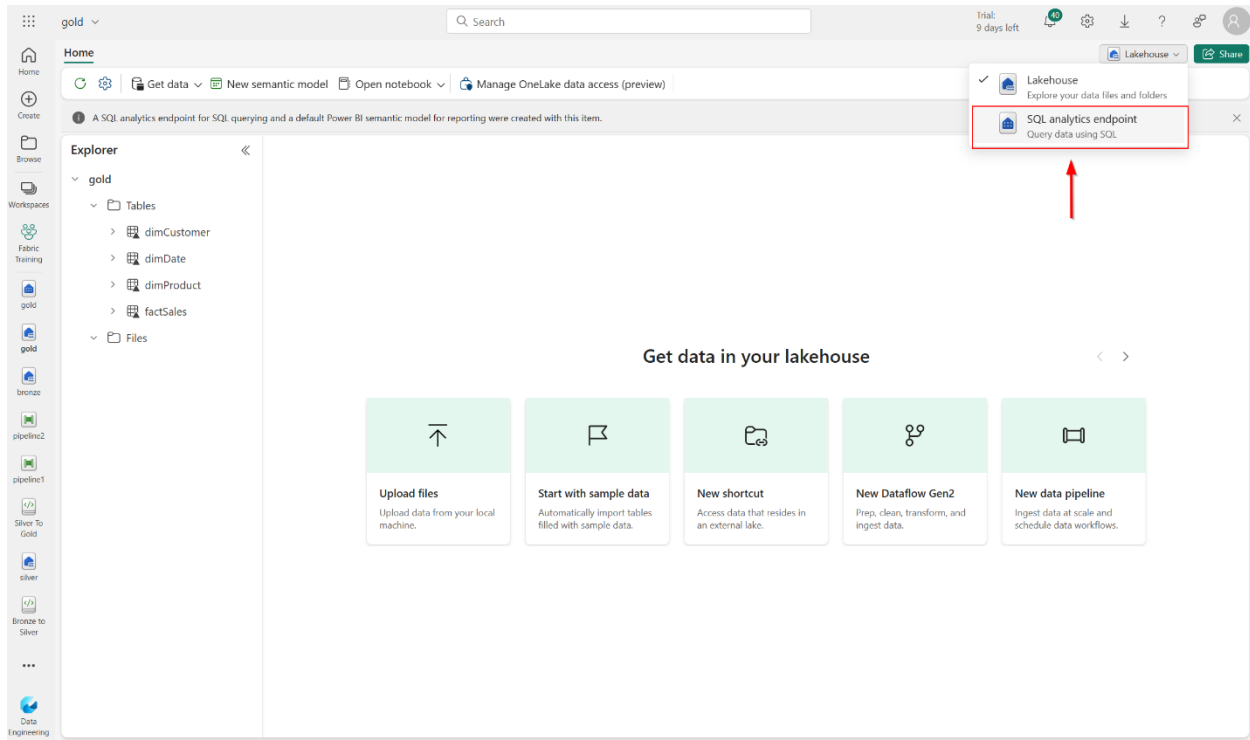 gold
Search
Trial:
9 days left
40
?
Home
Lakehouse
Share
Get data
New semantic model
Open notebook
Manage OneLake data access (preview)
Lakehouse
Explore your data files and folders
SQL analytics endpoint
Query data using SQL
A SQL analytics endpoint for SQL querying and a default Power BI semantic model for reporting were created with this item.
Home
Create
Browse
Workspaces
Fabric
Training
gold
gold
bronze
pipeline2
pipeline1
Silver To
Gold
silver
Bronze to
Silver
Data
Engineering
Explorer
gold
Tables
dimCustomer
dimDate
dimProduct
factSales
Files
Get data in your lakehouse
Upload files
Upload data from your local
machine.
Start with sample data
Automatically import tables
filled with sample data.
New shortcut
Access data that resides in
an external lake.
New Dataflow Gen2
Prep, clean, transform, and
ingest data.
New data pipeline
Ingest data at scale and
schedule data workflows.